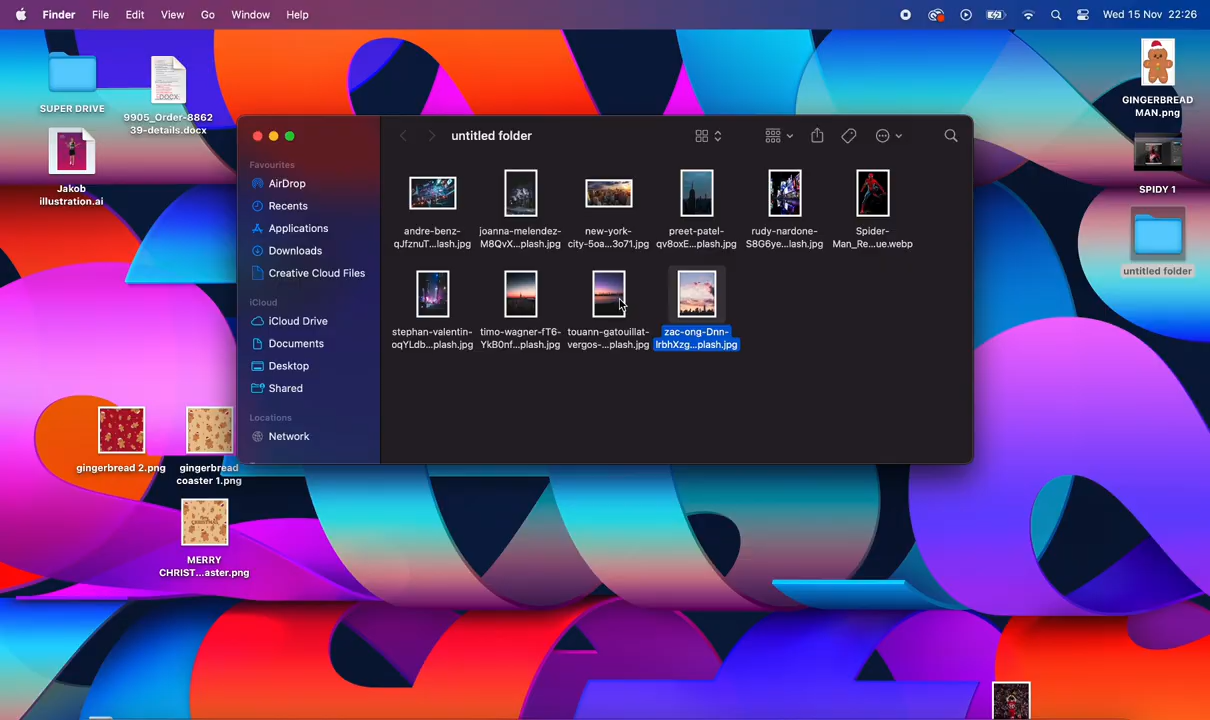 Finder File Edit View Go Window Help
Wed 15 Nov 22:26
SUPER DRIVE
9905_Order-8862
39-details.docx
Jakob
illustration.ai
GINGERBREAD
MAN.png
SPIDY 1
untitled folder
untitled folder
Favourites
AirDrop
Recents
Applications
Downloads
Creative Cloud Files
iCloud
iCloud Drive
Documents
Desktop
Shared
Locations
Network
andre-benz-
qJfznuT...lash.jpg
joanna-melendez-
M8QvX...plash.jpg
new-york-
city-5oa...3o71.jpg
preet-patel-
qv8oxE...plash.jpg
rudy-nardone-
S8G6ye...lash.jpg
Spider-
Man_Re...ue.webp
stephan-valentin-
oqYLdb...plash.jpg
timo-wagner-fT6-
YkB0nf...plash.jpg
touann-gatouillat-
vergos-...plash.jpg
zac-ong-Dnn-
lrbhXzg...plash.jpg
gingerbread 2.png
gingerbread
coaster 1.png
MERRY
CHRIST...aster.png